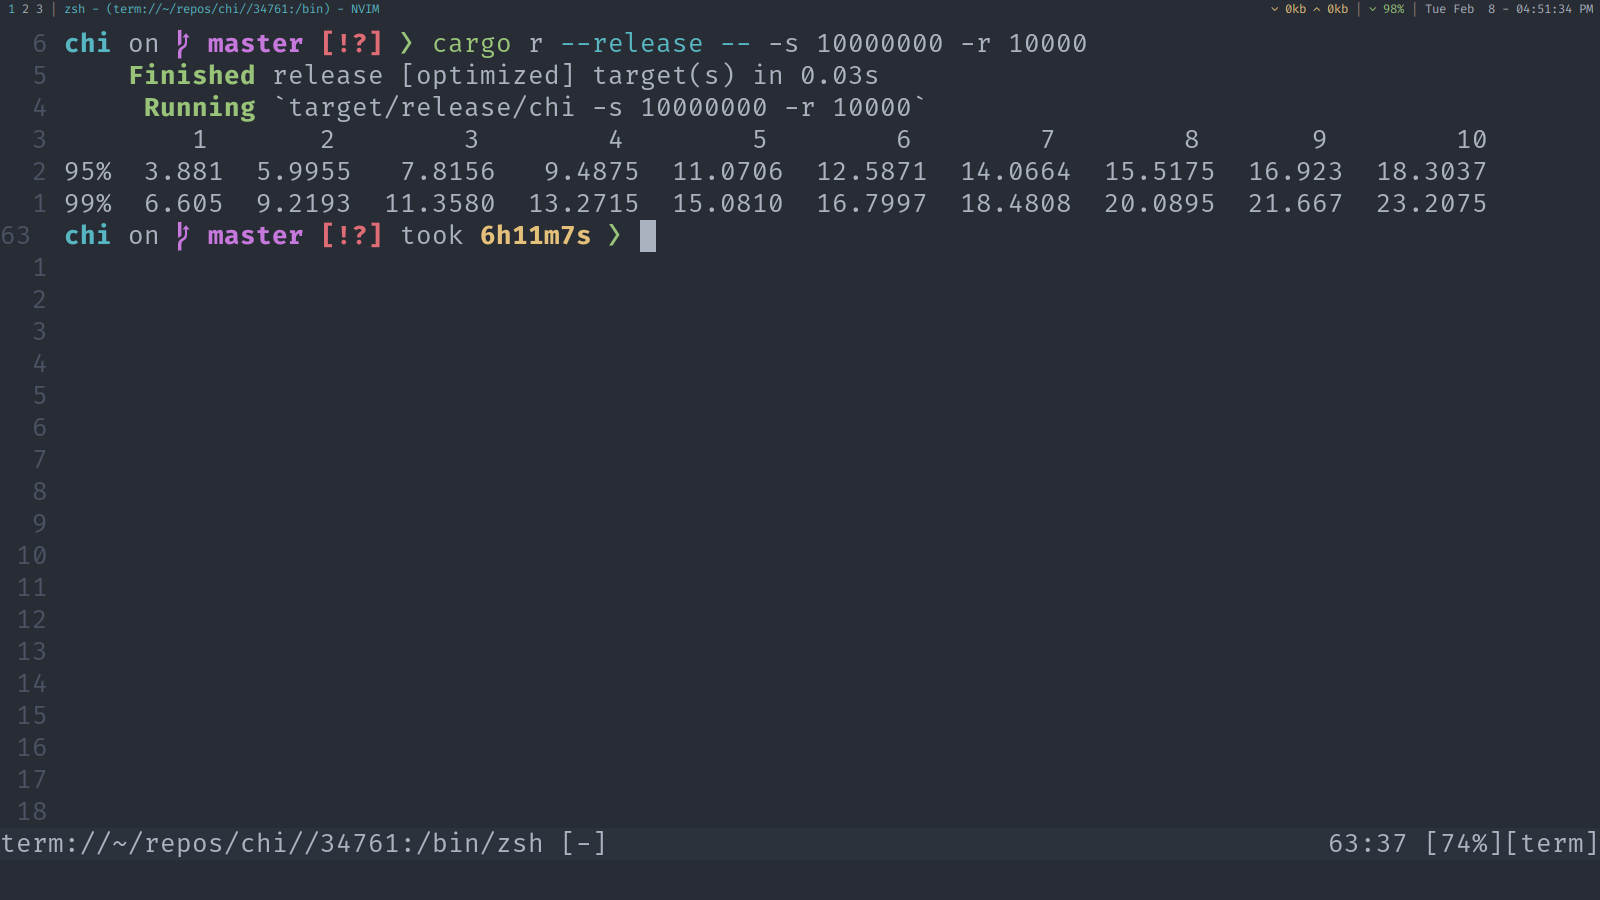 1 2 3 | zsh - (term://~/repos/chi//34761:/bin) - NVIM ⌄ 0kb ⌃ 0kb | ⌄ 98% | Tue Feb  8 - 04:51:34 PM
6 chi on master [!?] ❯ cargo r --release -- -s 10000000 -r 10000
5 Finished release [optimized] target(s) in 0.03s
4 Running `target/release/chi -s 10000000 -r 10000`
3 1 2 3 4 5 6 7 8 9 10
2 95% 3.881 5.9955 7.8156 9.4875 11.0706 12.5871 14.0664 15.5175 16.923 18.3037
1 99% 6.605 9.2193 11.3580 13.2715 15.0810 16.7997 18.4808 20.0895 21.667 23.2075
63 chi on master [!?] took 6h11m7s ❯
1
2
3
4
5
6
7
8
9
10
11
12
13
14
15
16
17
18
term://~/repos/chi//34761:/bin/zsh [-] 63:37 [74%][term]